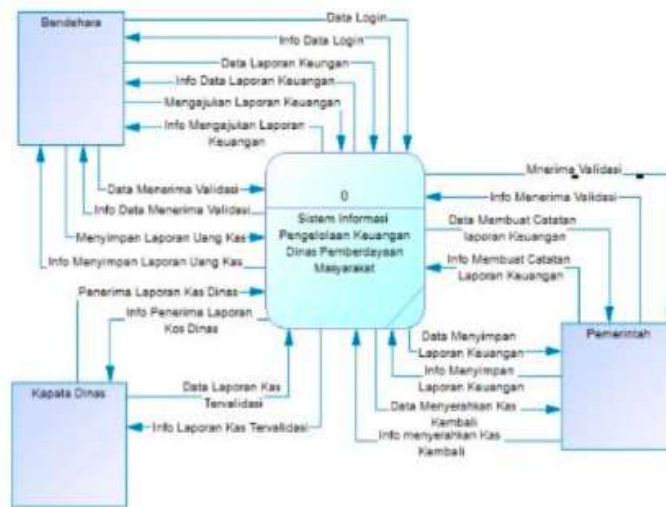 Bendehara
Data Login
Info Data Login
Data Laporan Keungan
Info Data Laporan Keuangan
Mengajukan Laporan Keuangan
Info Mengajukan Laporan
Keuangan
Data Menerima Validasi
Info Data Menerima Validasi
Menyimpan Laporan Uang Kas
Info Menyimpan Laporan Uang Kas
0
Sistem Informasi
Pengelolaan Keuangan
Dinas Pemberdayaan
Masyarakat
Mnerima Validasi
Info Menerima Validasi
Data Membuat Catatan
laporan Keuangan
Info Membuat Catatan
Laporan Keuangan
Penerima Laporan Kas Dinas
Info Penerima Laporan
Kos Dinas
Data Menyimpan
Laporan Keuangan
Info Menyimpan
Laporan Keuangan
Data Menyerahkan Kas
Kembali
Info menyerahkan Kas
Kembali
Pemerintah
Kapata Dinas
Data Laporan Kas
Tervalidasi
Info Laporan Kas Tervalidasi